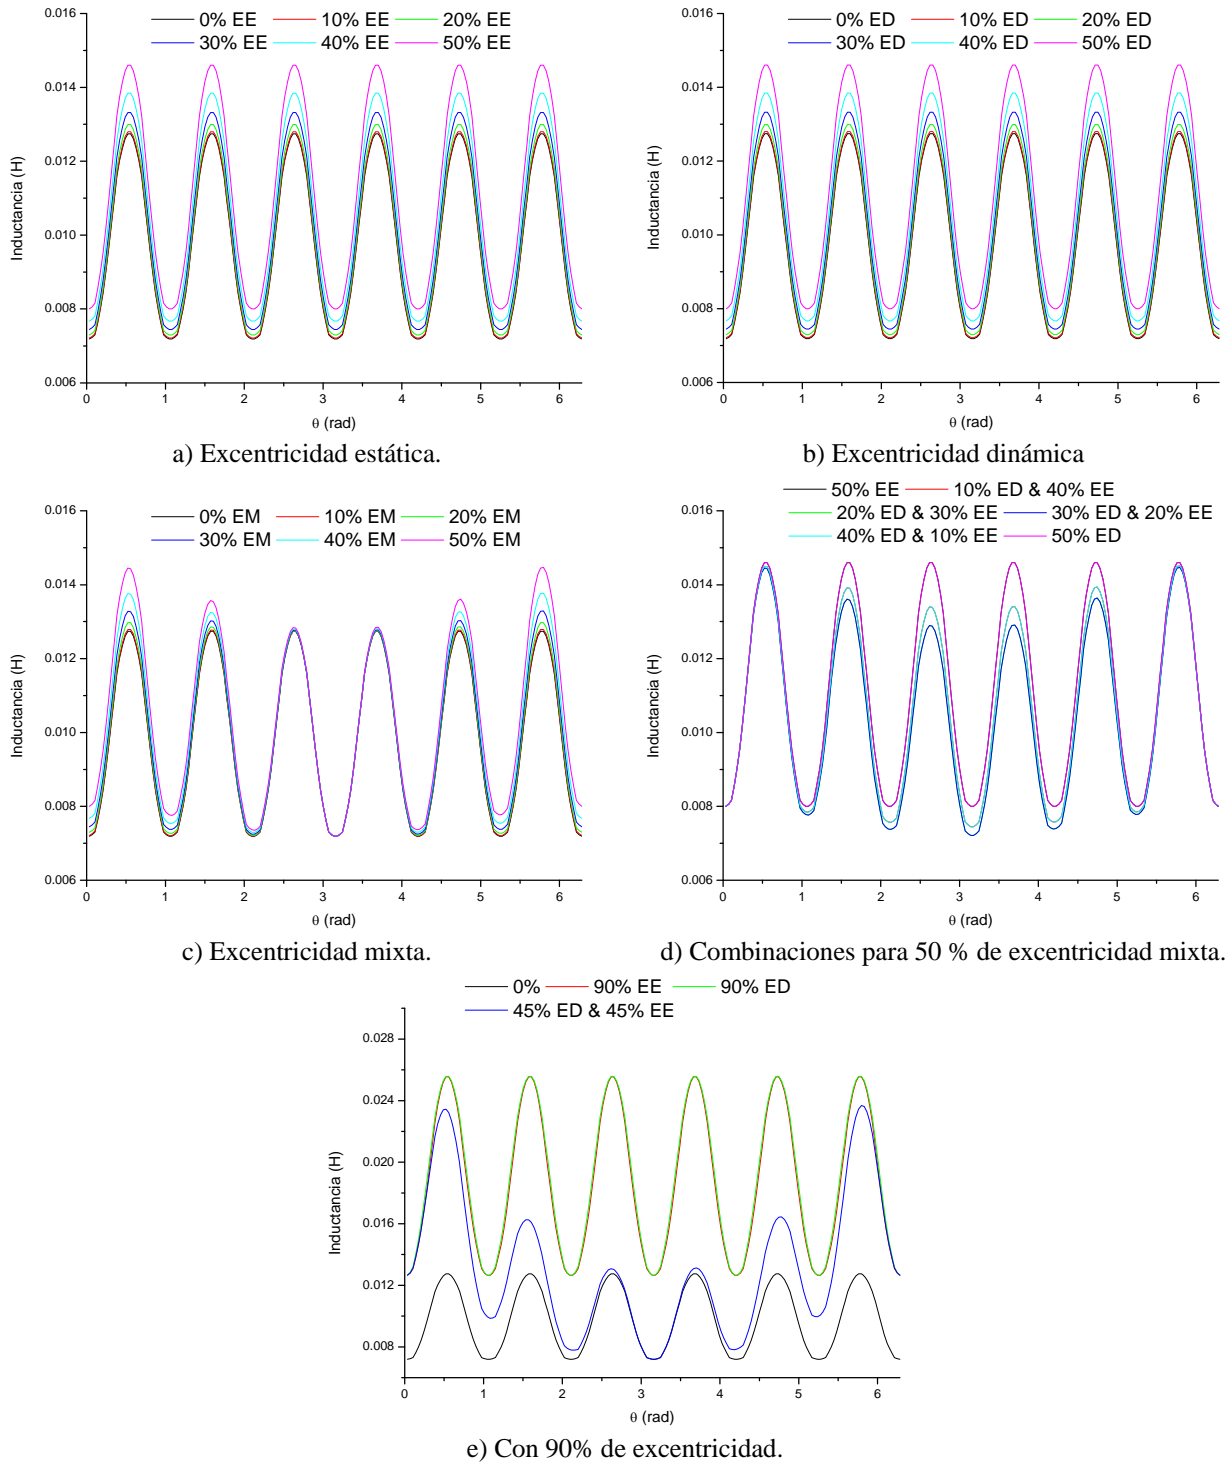 0% EE 10% EE 20% EE
30% EE 40% EE 50% EE
0.016
0.014
0.012
0.010
0.008
0.006
Inductancia (H)
0 1 2 3 4 5 6
θ (rad)
a) Excentricidad estática.
0% ED 10% ED 20% ED
30% ED 40% ED 50% ED
0.016
0.014
0.012
0.010
0.008
0.006
Inductancia (H)
0 1 2 3 4 5 6
θ (rad)
b) Excentricidad dinámica
0% EM 10% EM 20% EM
30% EM 40% EM 50% EM
0.016
0.014
0.012
0.010
0.008
0.006
Inductancia (H)
0 1 2 3 4 5 6
θ (rad)
c) Excentricidad mixta.
50% EE 10% ED & 40% EE
20% ED & 30% EE 30% ED & 20% EE
40% ED & 10% EE 50% ED
0.016
0.014
0.012
0.010
0.008
0.006
Inductancia (H)
0 1 2 3 4 5 6
θ (rad)
d) Combinaciones para 50 % de excentricidad mixta.
0% 90% EE 90% ED
45% ED & 45% EE
0.028
0.024
0.020
0.016
0.012
0.008
Inductancia (H)
0 1 2 3 4 5 6
θ (rad)
e) Con 90% de excentricidad.